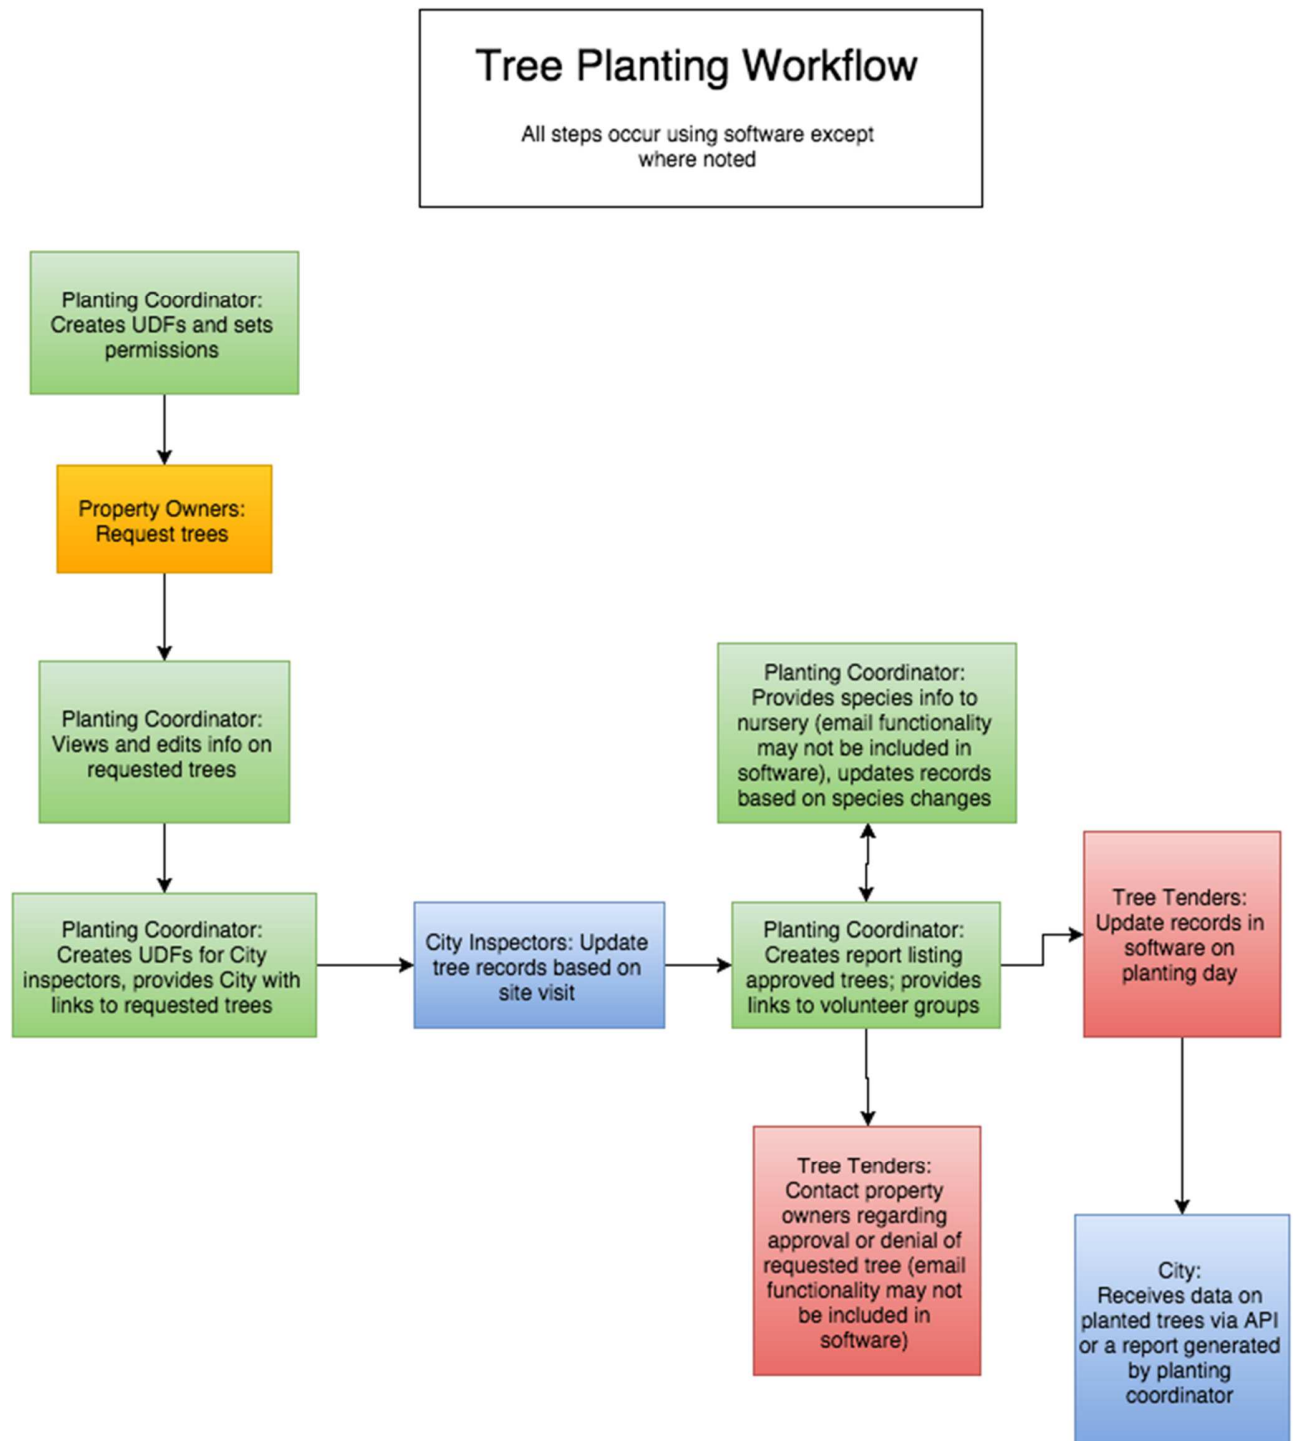 Tree Planting Workflow
All steps occur using software except
where noted
Planting Coordinator:
Creates UDFs and sets
permissions
Property Owners:
Request trees
Planting Coordinator:
Views and edits info on
requested trees
Planting Coordinator:
Creates UDFs for City
inspectors, provides City with
links to requested trees
City Inspectors: Update
tree records based on
site visit
Planting Coordinator:
Provides species info to
nursery (email functionality
may not be included in
software), updates records
based on species changes
Planting Coordinator:
Creates report listing
approved trees; provides
links to volunteer groups
Tree Tenders:
Update records in
software on
planting day
Tree Tenders:
Contact property
owners regarding
approval or denial of
requested tree (email
functionality may not
be included in
software)
City:
Receives data on
planted trees via API
or a report generated
by planting
coordinator